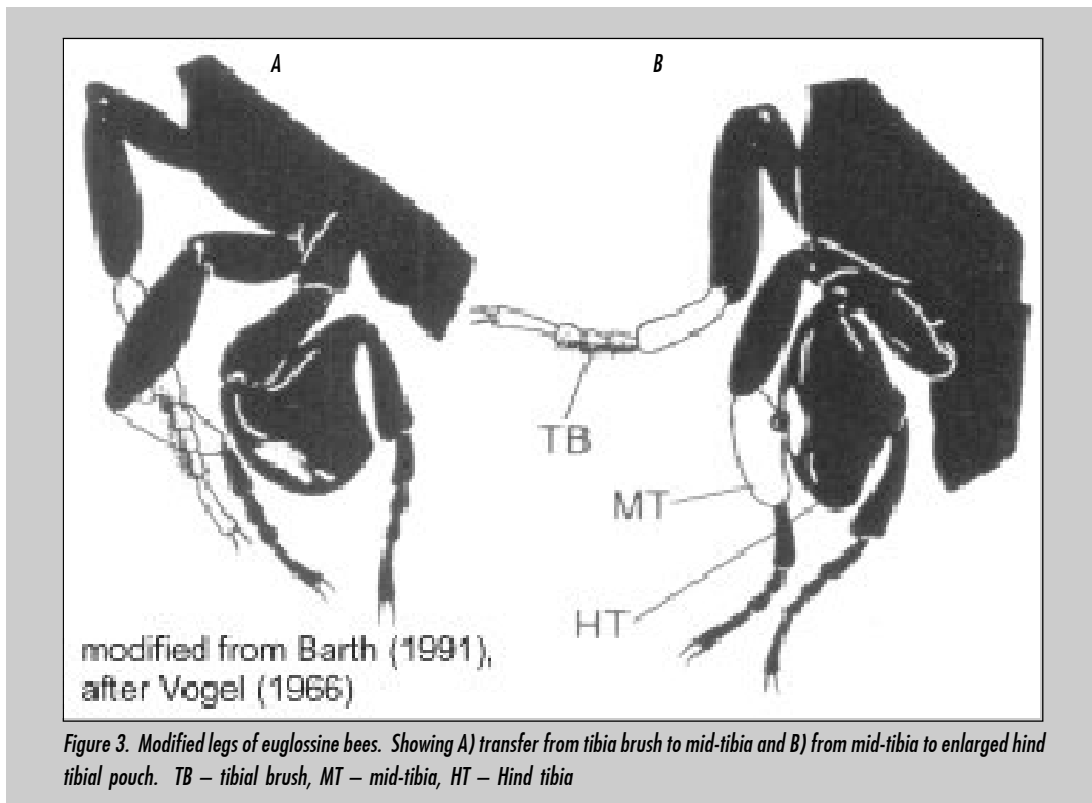 A B
TB
MT
HT
modified from Barth (1991),
after Vogel (1966)
Figure 3. Modified legs of euglossine bees. Showing A) transfer from tibia brush to mid-tibia and B) from mid-tibia to enlarged hind
tibial pouch. TB – tibial brush, MT – mid-tibia, HT – Hind tibia